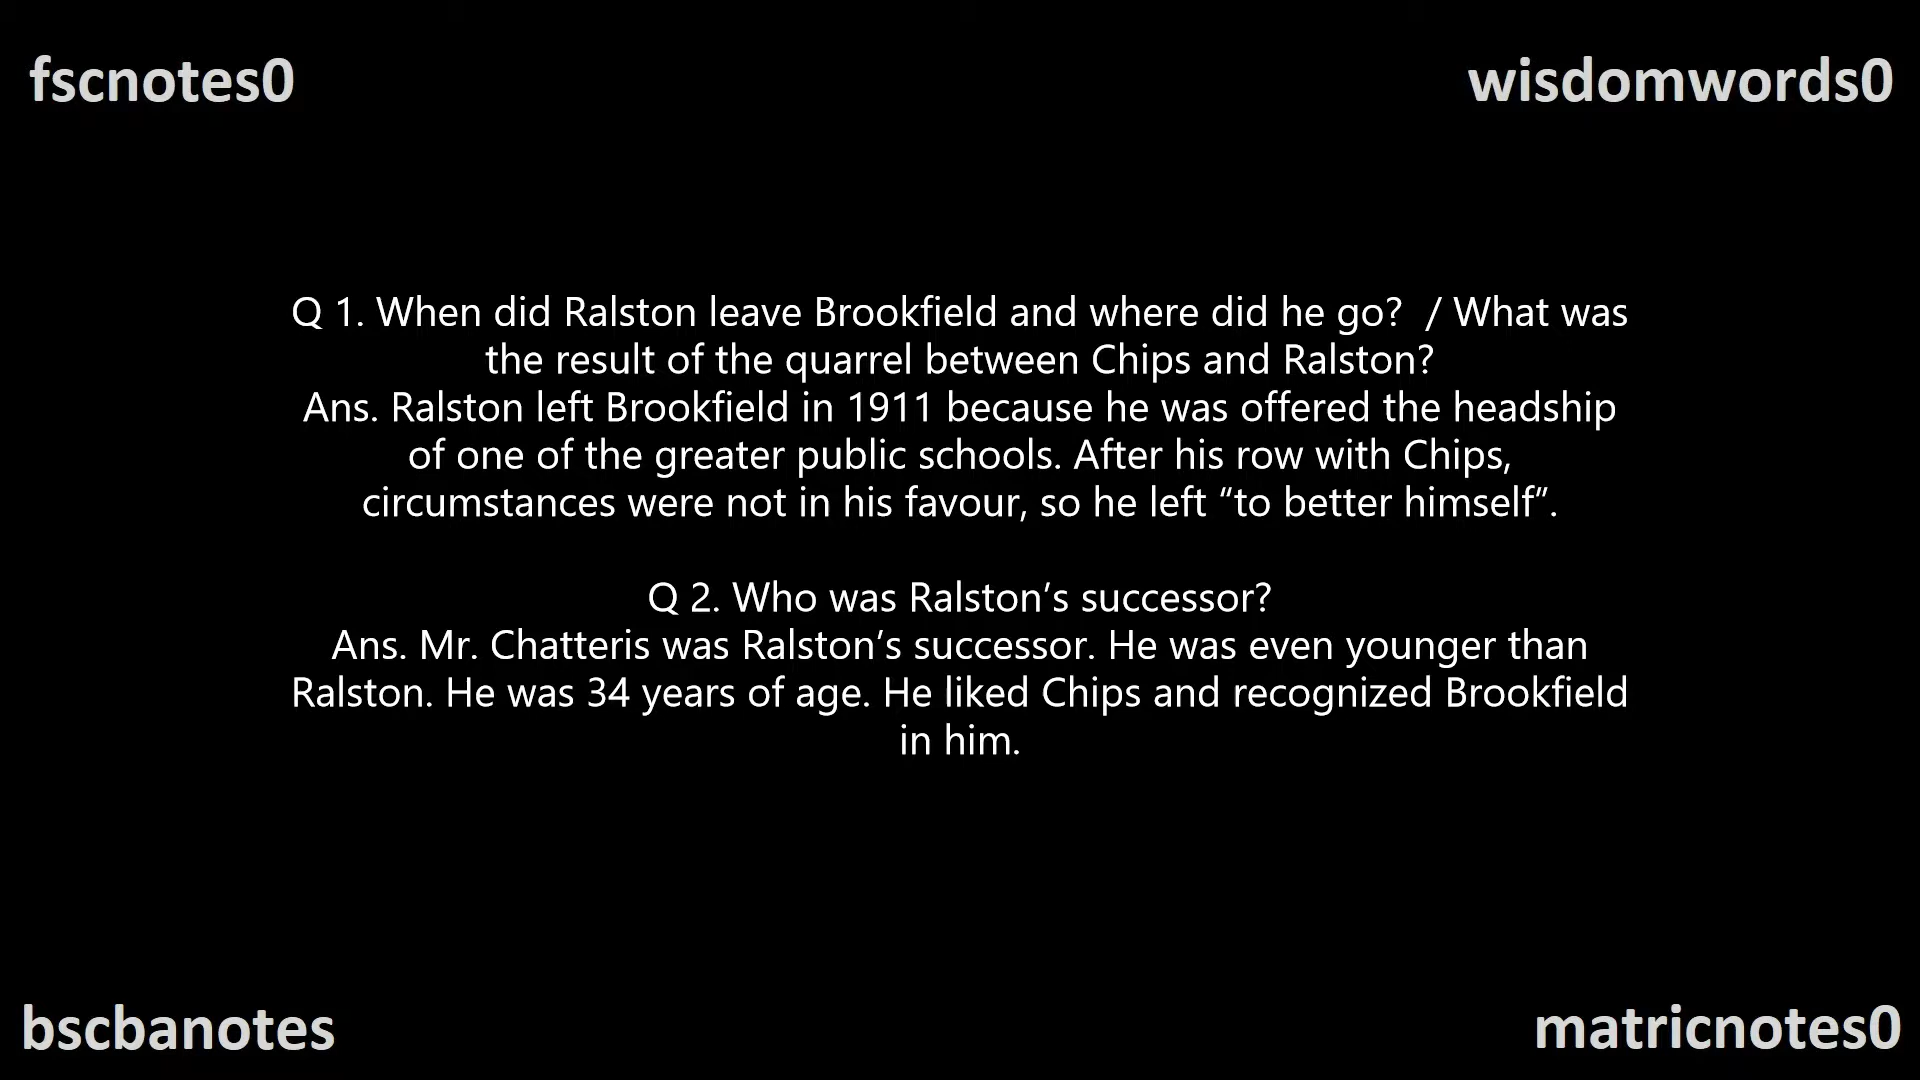 fscnotes0
wisdomwords0
Q 1. When did Ralston leave Brookfield and where did he go?  / What was
the result of the quarrel between Chips and Ralston?
Ans. Ralston left Brookfield in 1911 because he was offered the headship
of one of the greater public schools. After his row with Chips,
circumstances were not in his favour, so he left “to better himself”.
Q 2. Who was Ralston’s successor?
Ans. Mr. Chatteris was Ralston’s successor. He was even younger than
Ralston. He was 34 years of age. He liked Chips and recognized Brookfield
in him.
bscbanotes
matricnotes0